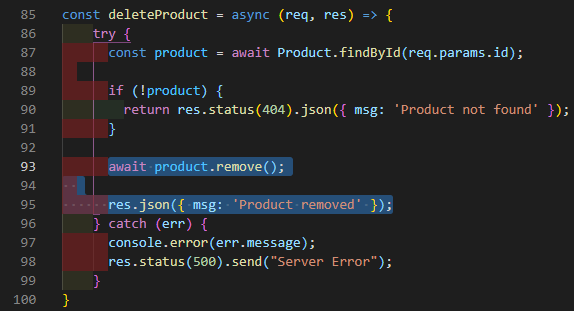 85 const deleteProduct = async (req, res) => {
86 try {
87 const product = await Product.findById(req.params.id);
88
89 if (!product) {
90 return res.status(404).json({ msg: 'Product not found' });
91 }
92
93 await product.remove();
94
95 res.json({ msg: 'Product removed' });
96 } catch (err) {
97 console.error(err.message);
98 res.status(500).send("Server Error");
99 }
100 }